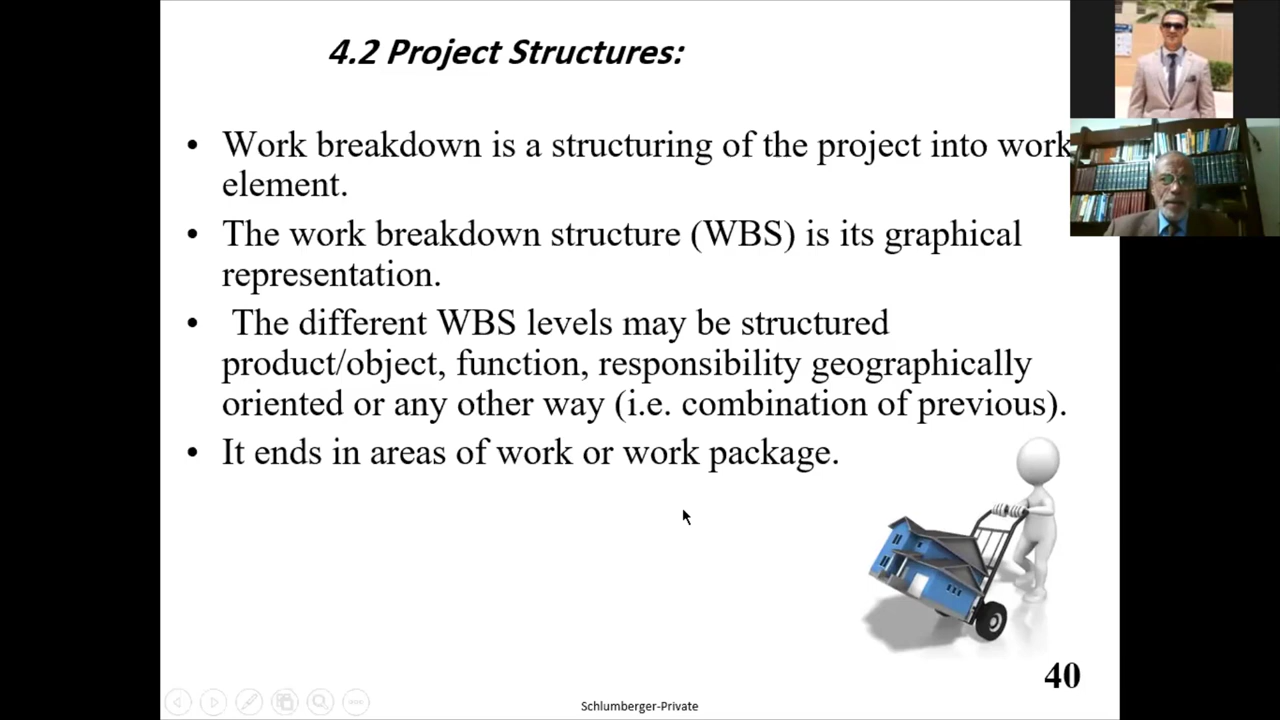 4.2 Project Structures:
• Work breakdown is a structuring of the project into work
element.
• The work breakdown structure (WBS) is its graphical
representation.
• The different WBS levels may be structured
product/object, function, responsibility geographically
oriented or any other way (i.e. combination of previous).
• It ends in areas of work or work package.
40
Schlumberger-Private